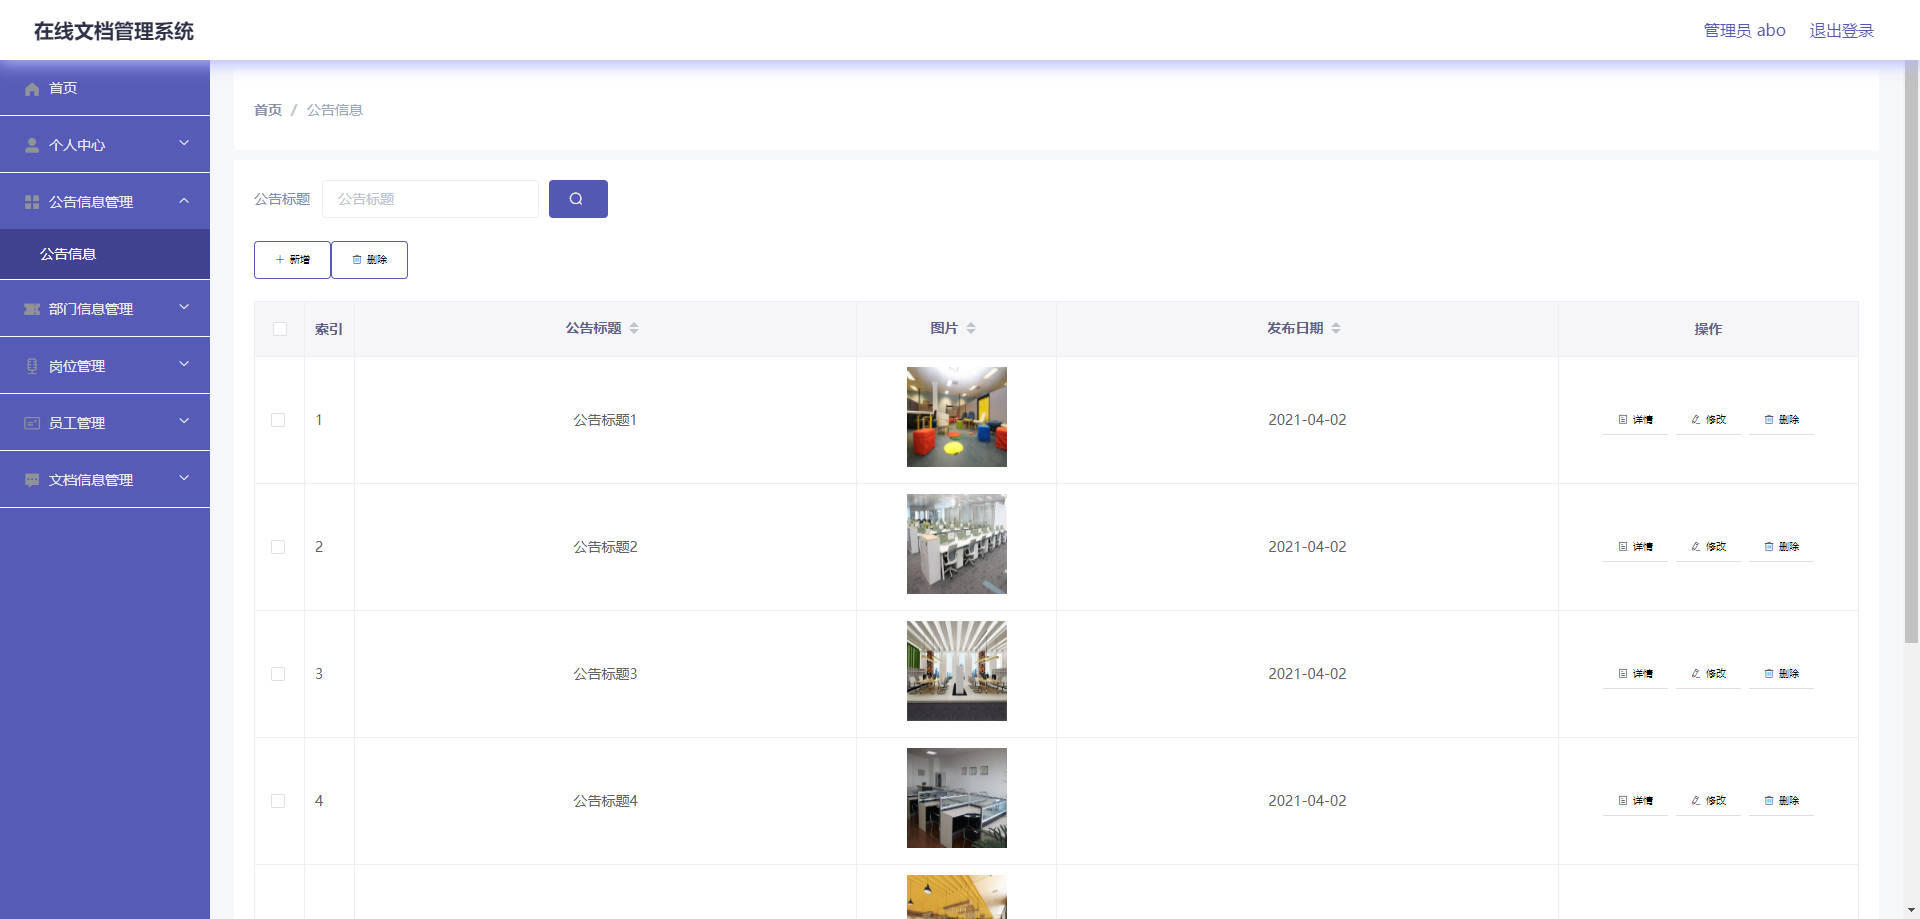 在线文档管理系统
管理员 abo 退出登录
首页
个人中心
公告信息管理
公告信息
部门信息管理
岗位管理
员工管理
文档信息管理
首页 / 公告信息
公告标题 公告标题
新增 删除
索引 公告标题 图片 发布日期 操作
1 公告标题1 2021-04-02 详情 修改 删除
2 公告标题2 2021-04-02 详情 修改 删除
3 公告标题3 2021-04-02 详情 修改 删除
4 公告标题4 2021-04-02 详情 修改 删除